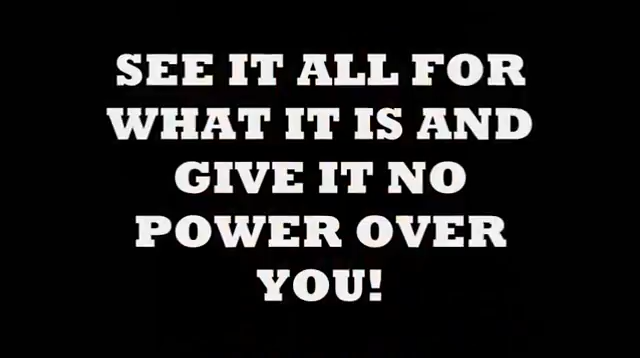 SEE IT ALL FOR
WHAT IT IS AND
GIVE IT NO
POWER OVER
YOU!